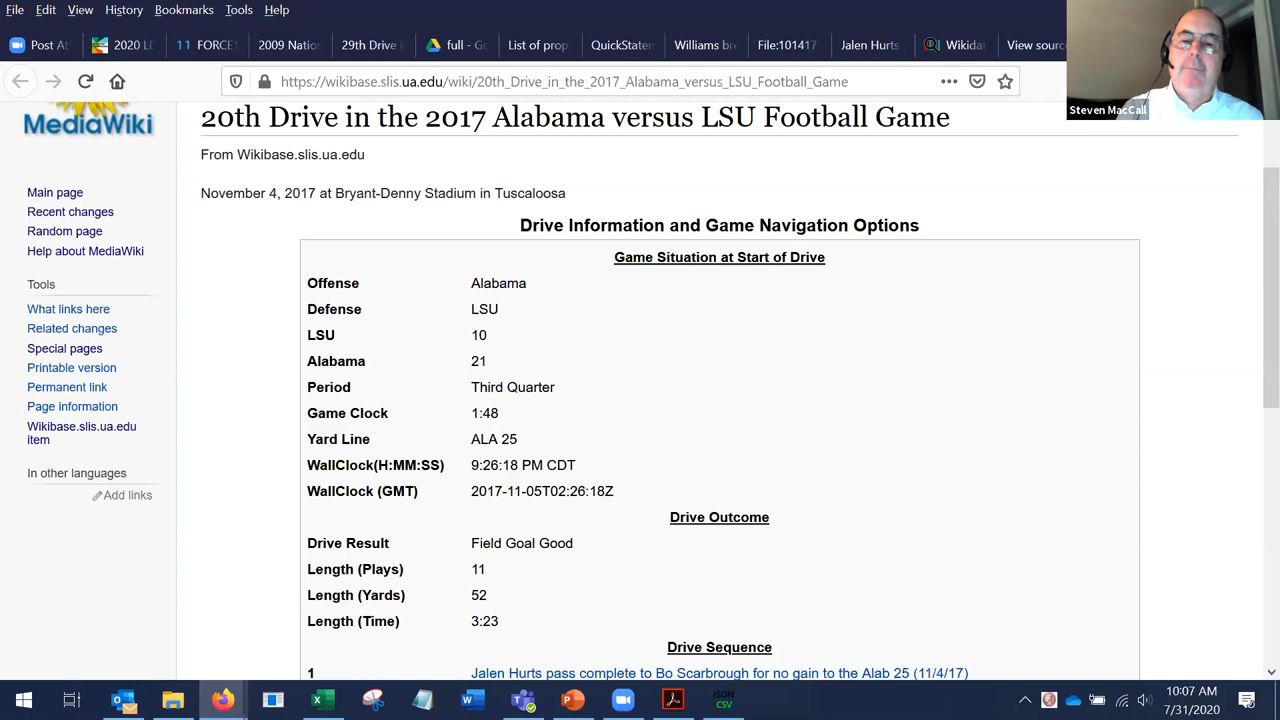 File Edit View History Bookmarks Tools Help
Post At 2020 LD FORCE 2009 Nation 29th Drive full - Go List of prop QuickStaten Williams br File:101417 Jalen Hurts Wikida View sourc
https://wikibase.slis.ua.edu/wiki/20th_Drive_in_the_2017_Alabama_versus_LSU_Football_Game
Steven MacCall
MediaWiki
20th Drive in the 2017 Alabama versus LSU Football Game
From Wikibase.slis.ua.edu
November 4, 2017 at Bryant-Denny Stadium in Tuscaloosa
Main page
Recent changes
Random page
Help about MediaWiki
Tools
What links here
Related changes
Special pages
Printable version
Permanent link
Page information
Wikibase.slis.ua.edu
item
In other languages
Add links
Drive Information and Game Navigation Options
Game Situation at Start of Drive
Offense Alabama
Defense LSU
LSU 10
Alabama 21
Period Third Quarter
Game Clock 1:48
Yard Line ALA 25
WallClock(H:MM:SS) 9:26:18 PM CDT
WallClock (GMT) 2017-11-05T02:26:18Z
Drive Outcome
Drive Result Field Goal Good
Length (Plays) 11
Length (Yards) 52
Length (Time) 3:23
Drive Sequence
1 Jalen Hurts pass complete to Bo Scarbrough for no gain to the Alab 25 (11/4/17)
JSON
CSV
10:07 AM
7/31/2020